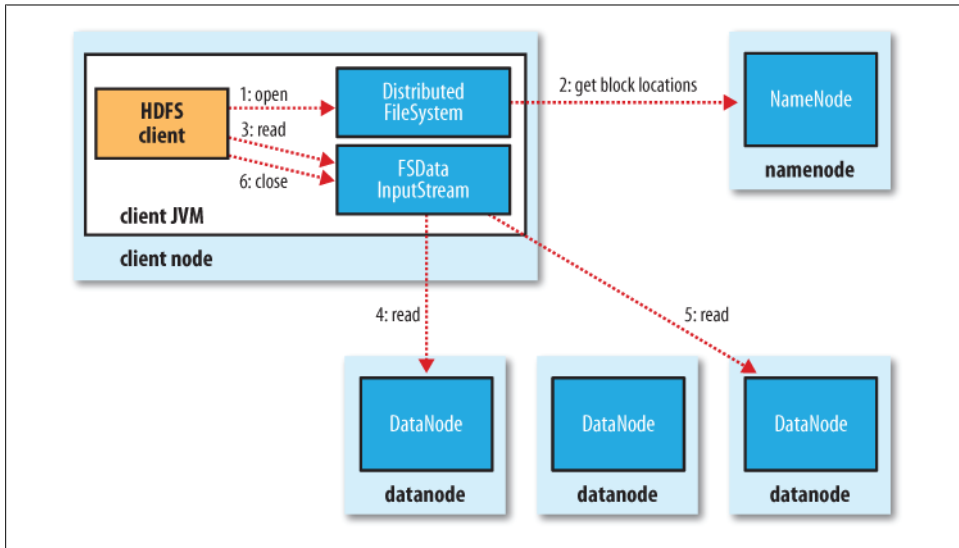 1: open
HDFS
client
3: read
6: close
Distributed
FileSystem
FSData
InputStream
client JVM
client node
2: get block locations
NameNode
namenode
4: read
5: read
DataNode
datanode
DataNode
datanode
DataNode
datanode